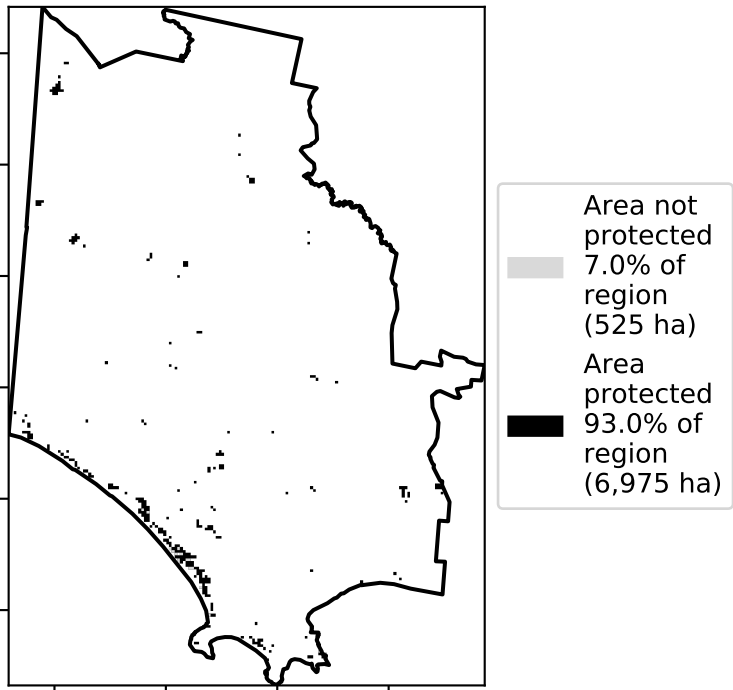 Area not
protected
7.0% of
region
(525 ha)
Area
protected
93.0% of
region
(6,975 ha)